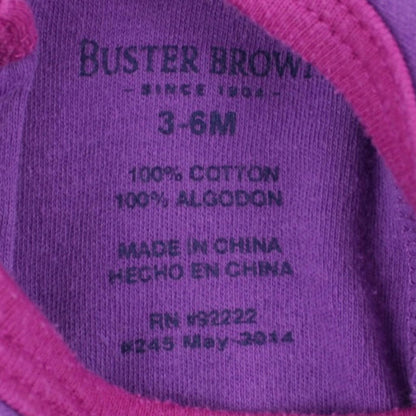 BUSTER BROWN
- SINCE 1904 -
3-6M
100% COTTON
100% ALGODON
MADE IN CHINA
HECHO EN CHINA
RN #92222
#245 May-2014